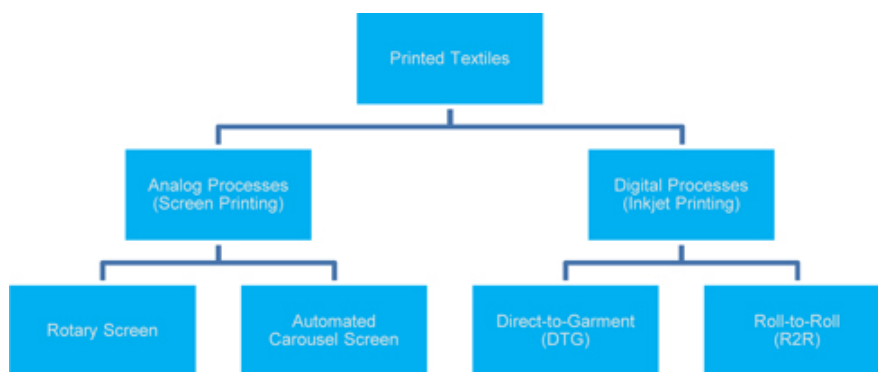 Printed Textiles
Analog Processes
(Screen Printing)
Digital Processes
(Inkjet Printing)
Rotary Screen
Automated
Carousel Screen
Direct-to-Garment
(DTG)
Roll-to-Roll
(R2R)